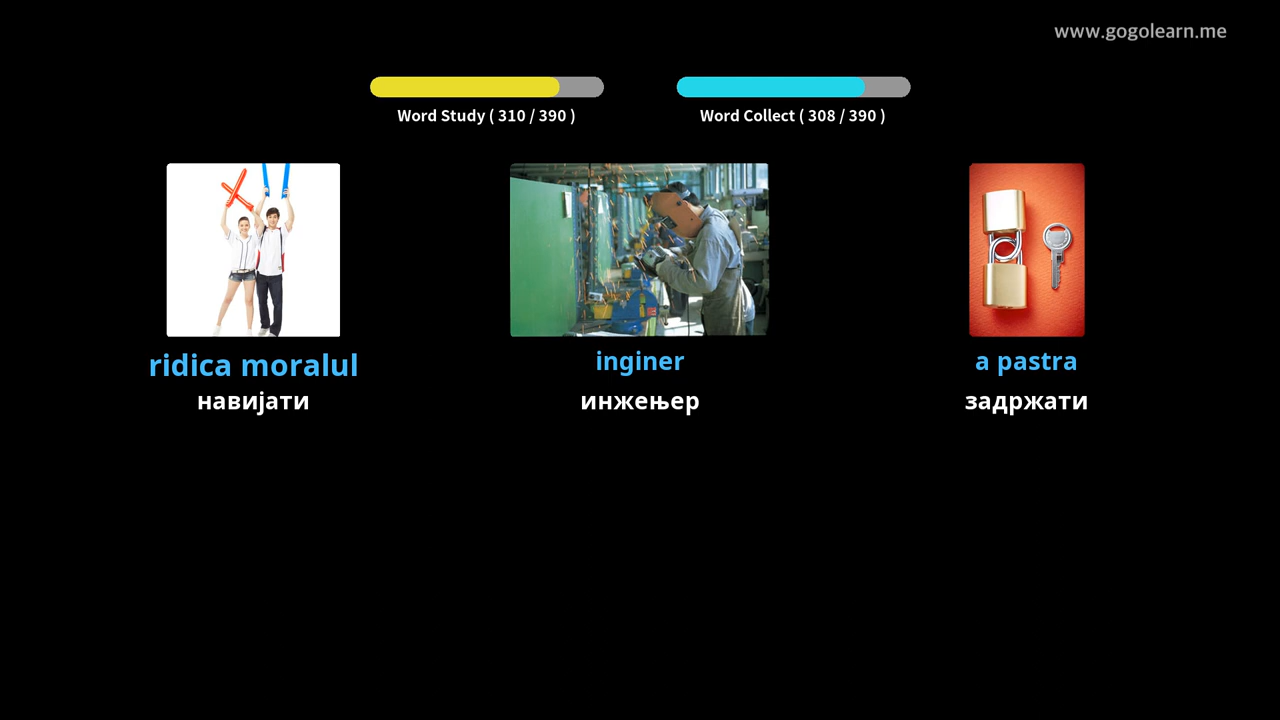 www.gogolearn.me
Word Study ( 310 / 390 )
Word Collect ( 308 / 390 )
ridica moralul
inginer
a pastra
навијати
инжењер
задржати